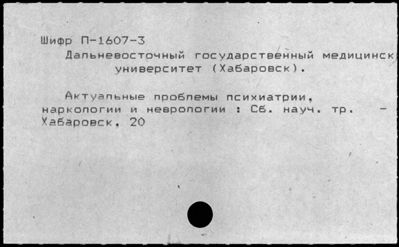 Шифр П-1607-3
Дальневосточный государственный медицинск
университет (Хабаровск).
Актуальные проблемы психиатрии,
наркологии и неврологии : Сб. науч. тр. -
Хабаровск, 20